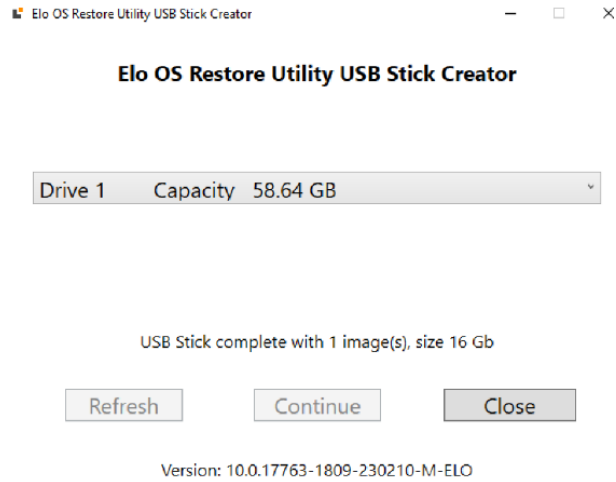 Elo OS Restore Utility USB Stick Creator
Elo OS Restore Utility USB Stick Creator
Drive 1 Capacity 58.64 GB
USB Stick complete with 1 image(s), size 16 Gb
Refresh Continue Close
Version: 10.0.17763-1809-230210-M-ELO